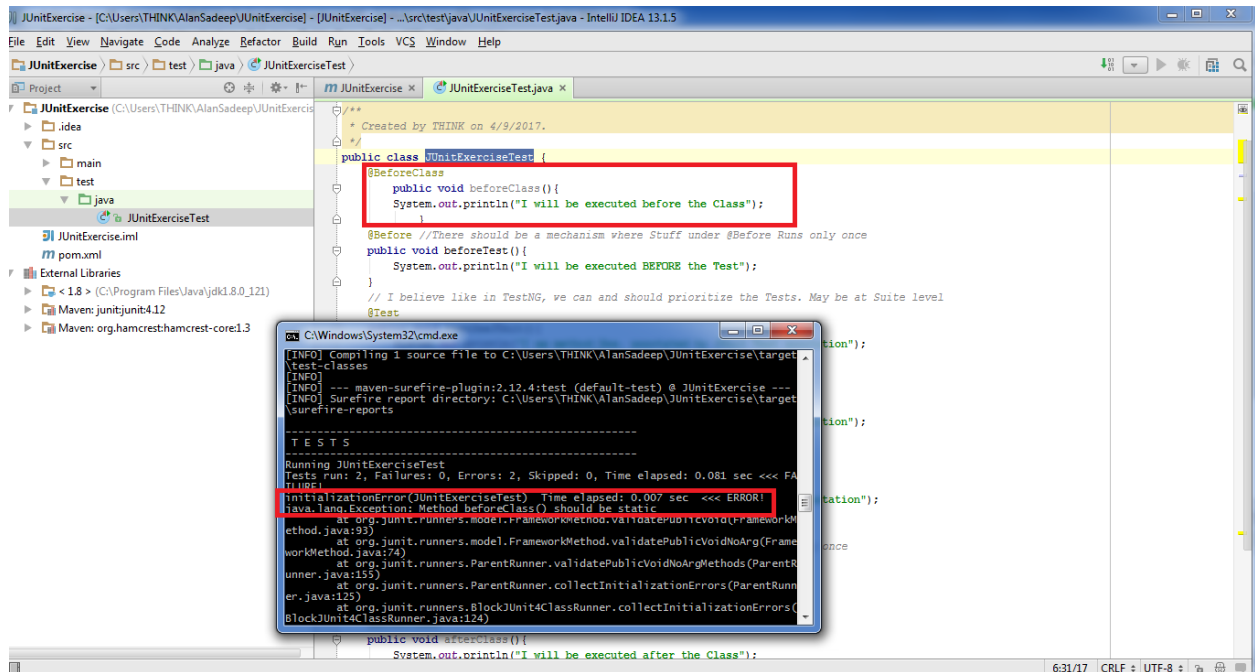 JUnitExercise - [C:\Users\THINK\AlanSadeep\JUnitExercise] - [JUnitExercise] - ...\src\test\java\JUnitExerciseTest.java - IntelliJ IDEA 13.1.5
File Edit View Navigate Code Analyze Refactor Build Run Tools VCS Window Help
JUnitExercise src test java JUnitExerciseTest
Project
JUnitExercise JUnitExerciseTest.java
JUnitExercise (C:\Users\THINK\AlanSadeep\JUnitExercis
.idea
src
main
test
java
JUnitExerciseTest
JUnitExercise.iml
pom.xml
External Libraries
< 1.8 > (C:\Program Files\Java\jdk1.8.0_121)
Maven: junit:junit:4.12
Maven: org.hamcrest:hamcrest-core:1.3
/**
* Created by THINK on 4/9/2017.
*/
public class JUnitExerciseTest {
@BeforeClass
public void beforeClass(){
System.out.println("I will be executed before the Class");
}
@Before //There should be a mechanism where Stuff under @Before Runs only once
public void beforeTest(){
System.out.println("I will be executed BEFORE the Test");
}
// I believe like in TestNG, we can and should prioritize the Tests. May be at Suite level
@Test
tion");
tion");
tation");
once
C:\Windows\System32\cmd.exe
[INFO] Compiling 1 source file to C:\Users\THINK\AlanSadeep\JUnitExercise\target
\test-classes
[INFO]
[INFO] --- maven-surefire-plugin:2.12.4:test (default-test) @ JUnitExercise ---
[INFO] Surefire report directory: C:\Users\THINK\AlanSadeep\JUnitExercise\target
\surefire-reports
-------------------------------------------------------
T E S T S
-------------------------------------------------------
Running JUnitExerciseTest
Tests run: 2, Failures: 0, Errors: 2, Skipped: 0, Time elapsed: 0.081 sec <<< FA
ILURE!
initializationError(JUnitExerciseTest) Time elapsed: 0.007 sec <<< ERROR!
java.lang.Exception: Method beforeClass() should be static
at org.junit.runners.model.FrameworkMethod.validatePublicVoid(FrameworkM
ethod.java:93)
at org.junit.runners.model.FrameworkMethod.validatePublicVoidNoArg(Frame
workMethod.java:74)
at org.junit.runners.ParentRunner.validatePublicVoidNoArgMethods(ParentR
unner.java:155)
at org.junit.runners.ParentRunner.collectInitializationErrors(ParentRunn
er.java:125)
at org.junit.runners.BlockJUnit4ClassRunner.collectInitializationErrors(
BlockJUnit4ClassRunner.java:124)
public void afterClass(){
System.out.println("I will be executed after the Class");
6:31/17 CRLF UTF-8